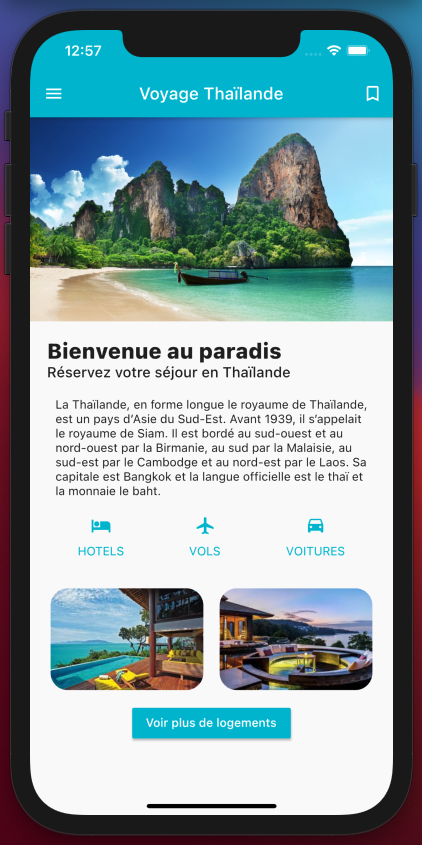 12:57
Voyage Thaïlande
Bienvenue au paradis
Réservez votre séjour en Thaïlande
La Thaïlande, en forme longue le royaume de Thaïlande,
est un pays d’Asie du Sud-Est. Avant 1939, il s’appelait
le royaume de Siam. Il est bordé au sud-ouest et au
nord-ouest par la Birmanie, au sud par la Malaisie, au
sud-est par le Cambodge et au nord-est par le Laos. Sa
capitale est Bangkok et la langue officielle est le thaï et
la monnaie le baht.
HOTELS VOLS VOITURES
Voir plus de logements